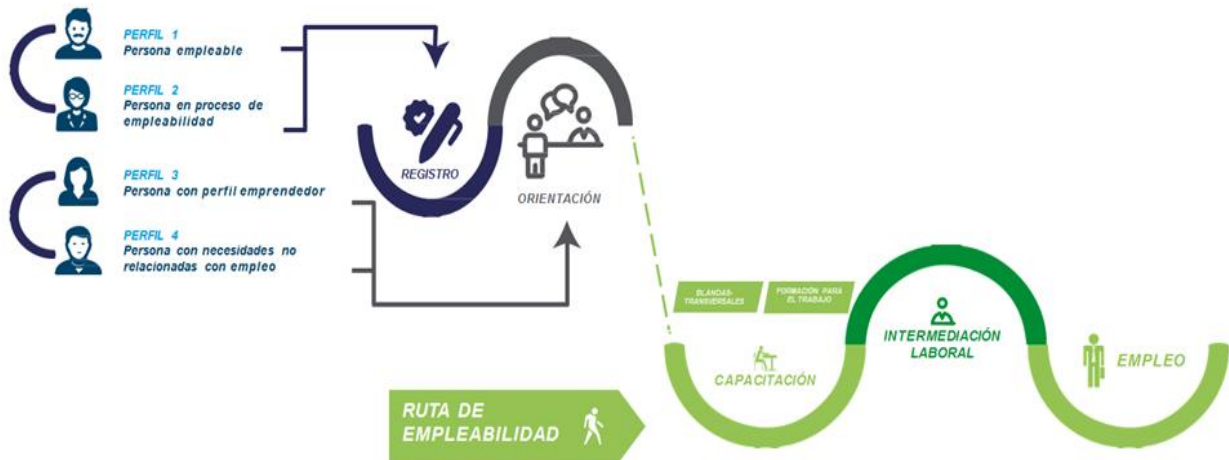 PERFIL 1
Persona empleable
PERFIL 2
Persona en proceso de
empleabilidad
PERFIL 3
Persona con perfil emprendedor
PERFIL 4
Persona con necesidades no
relacionadas con empleo
REGISTRO
ORIENTACIÓN
BLANDAS-
TRANSVERSALES
FORMACIÓN PARA
EL TRABAJO
CAPACITACIÓN
INTERMEDIACIÓN
LABORAL
EMPLEO
RUTA DE
EMPLEABILIDAD